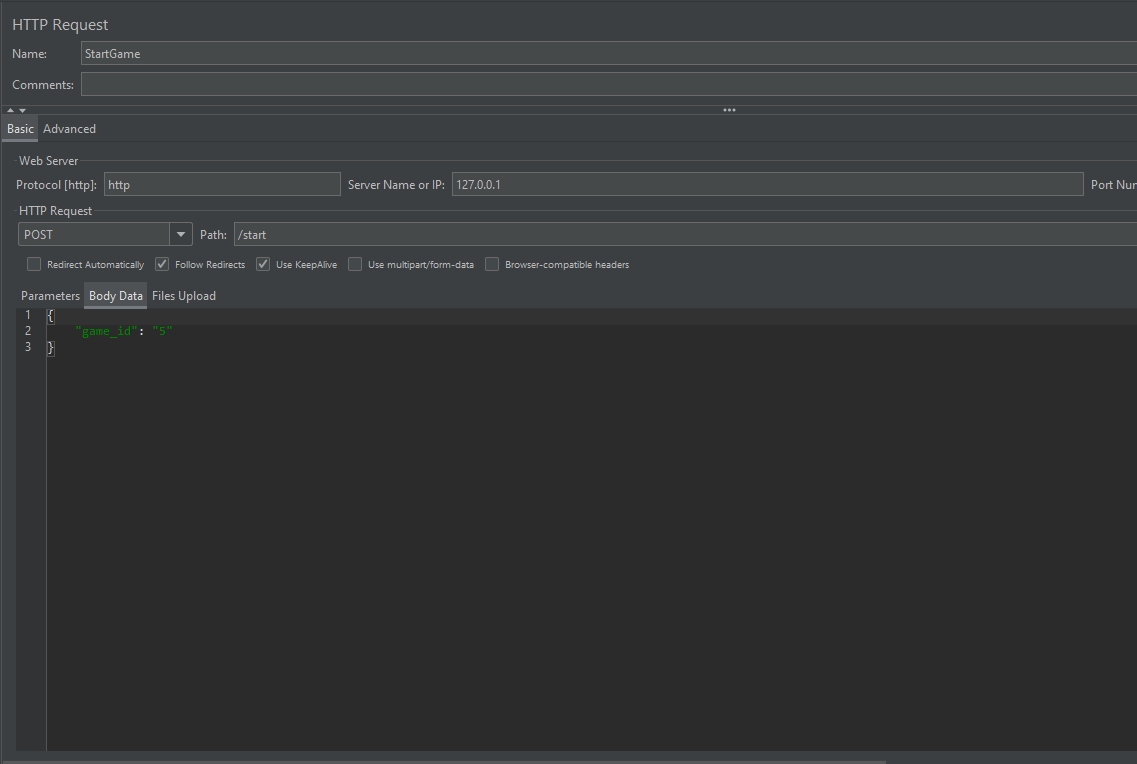 HTTP Request
Name: StartGame
Comments:
Basic Advanced
Web Server
Protocol [http]: http Server Name or IP: 127.0.0.1 Port Nur
HTTP Request
POST Path: /start
Redirect Automatically Follow Redirects Use KeepAlive Use multipart/form-data Browser-compatible headers
Parameters Body Data Files Upload
1 {
2 "game_id": "5"
3 }